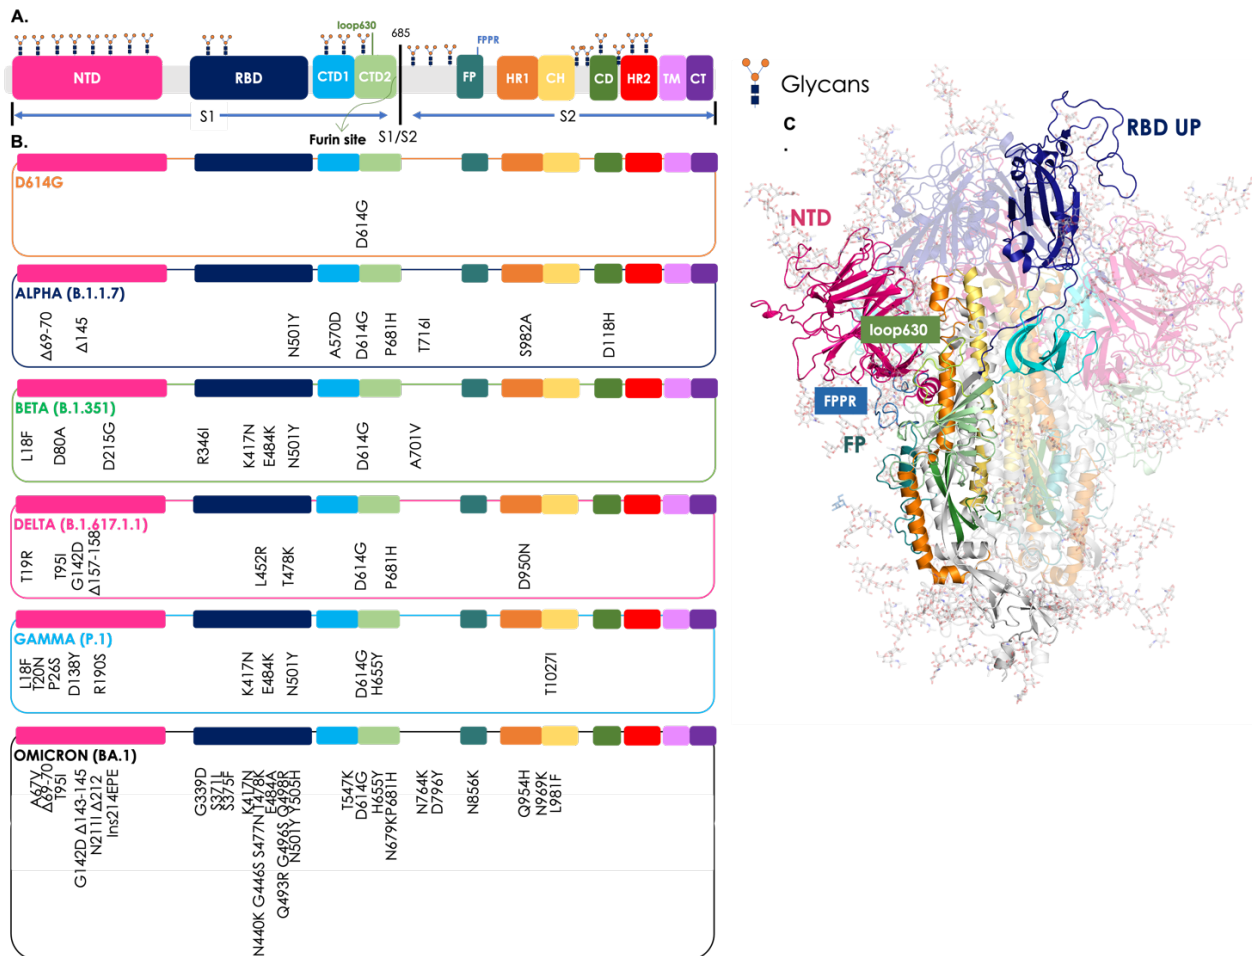 A.
loop630
685
FPPR
NTD
RBD
CTD1
CTD2
FP
HR1
CH
CD
HR2
TM
CT
S1
S2
Furin site
S1/S2
Glycans
B.
D614G
D614G
ALPHA (B.1.1.7)
Δ69-70
Δ145
N501Y
A570D
D614G
P681H
T716I
S982A
D1118H
BETA (B.1.351)
L18F
D80A
D215G
R346I
K417N
E484K
N501Y
D614G
A701V
DELTA (B.1.617.1.1)
T19R
T95I
G142D
Δ157-158
L452R
T478K
D614G
P681H
D950N
GAMMA (P.1)
L18F
T20N
P26S
D138Y
R190S
K417N
E484K
N501Y
D614G
H655Y
T1027I
OMICRON (BA.1)
A67V
Δ69-70
T95I
G142D Δ143-145
N211I Δ212
Ins214EPE
G339D
S371L
S375F
K417N
N440K G446S S477N T478K
E484A
Q493R G496S Q498R
N501Y Y505H
T547K
D614G
H655Y
N679K P681H
N764K
D796Y
N856K
Q954H
N969K
L981F
C
.
RBD UP
NTD
loop630
FPPR
FP